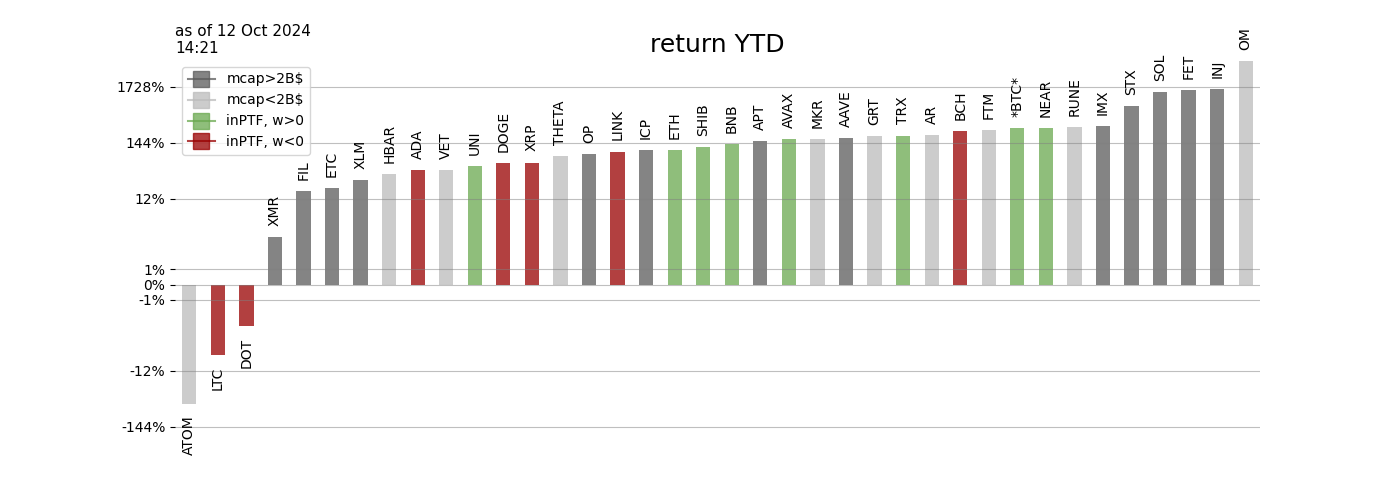 as of 12 Oct 2024
14:21
return YTD
mcap>2B$
mcap<2B$
inPTF, w>0
inPTF, w<0
1728%
144%
12%
1%
0%
-1%
-12%
-144%
ATOM
LTC
DOT
XMR
FIL
ETC
XLM
HBAR
ADA
VET
UNI
DOGE
XRP
THETA
OP
LINK
ICP
ETH
SHIB
BNB
APT
AVAX
MKR
AAVE
GRT
TRX
AR
BCH
FTM
*BTC*
NEAR
RUNE
IMX
STX
SOL
FET
INJ
OM